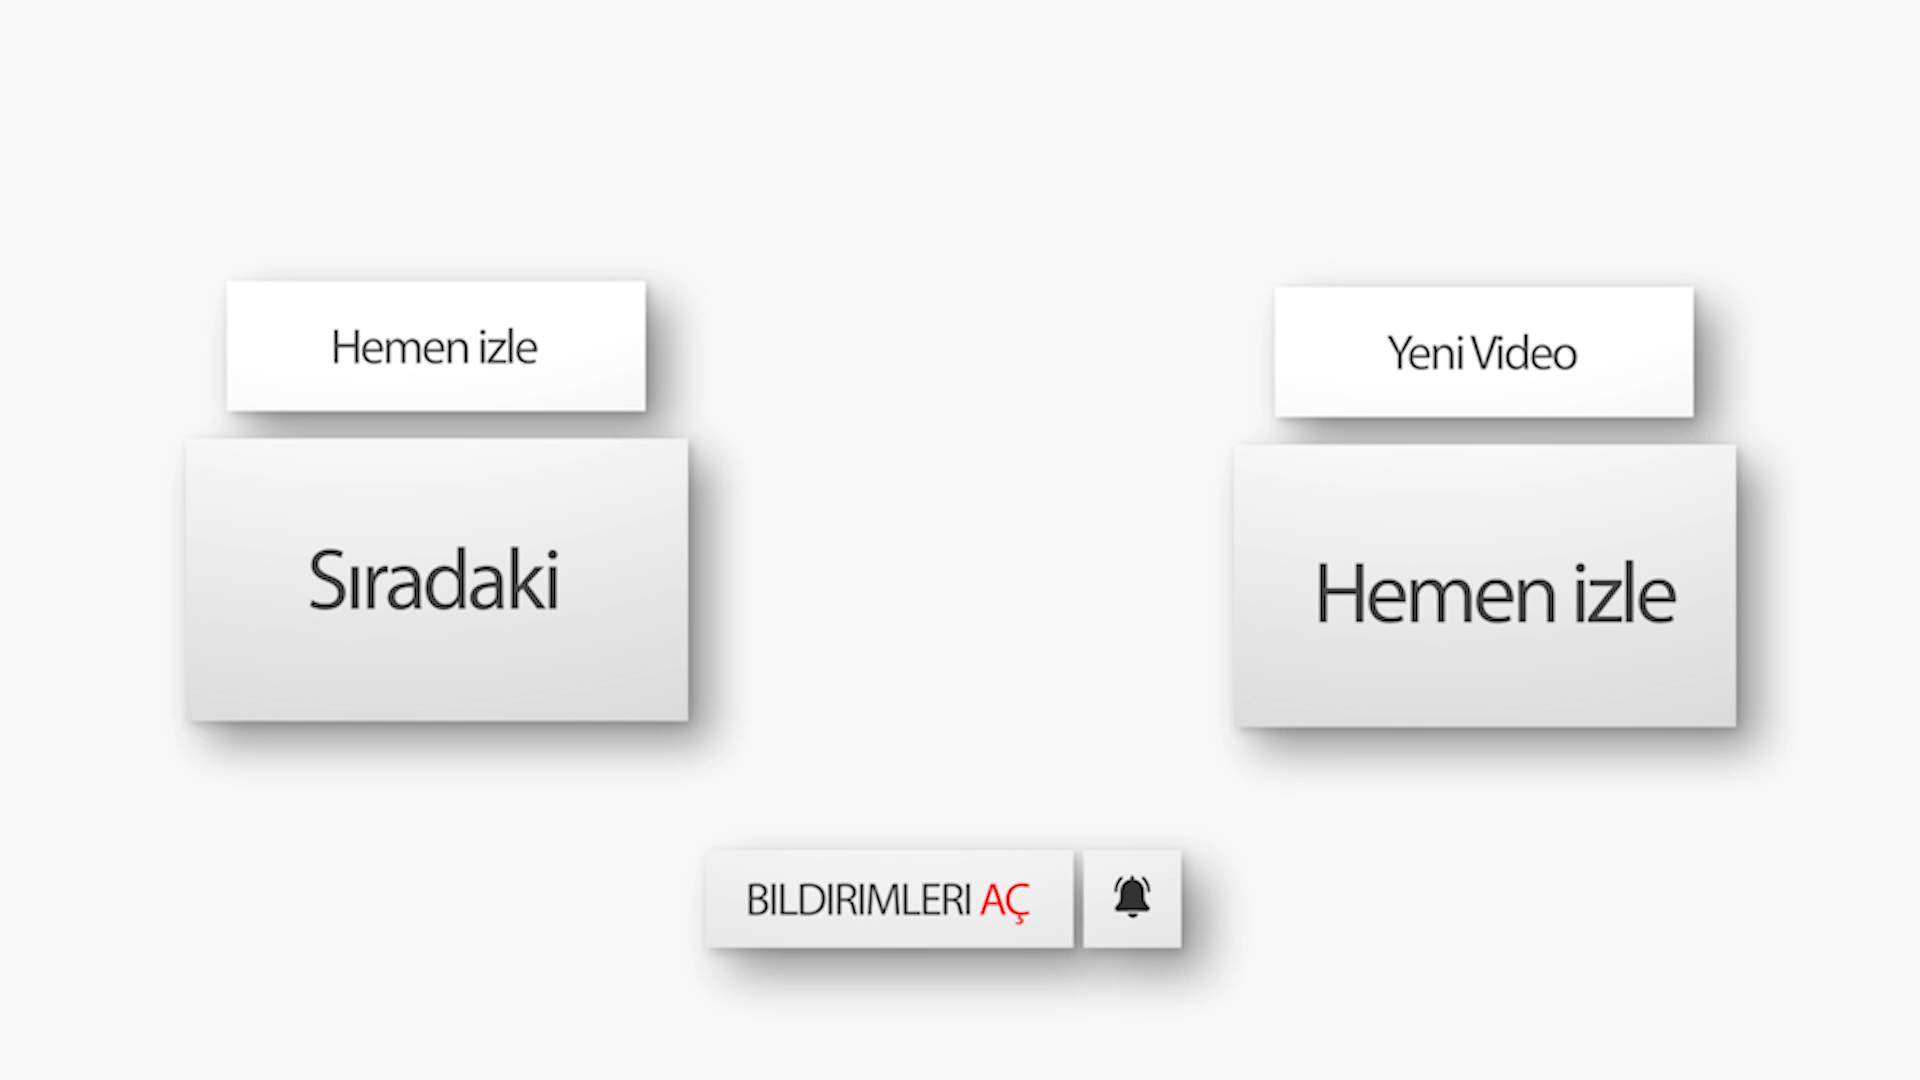 Hemen izle
Sıradaki
Yeni Video
Hemen izle
BILDIRIMLERI AÇ